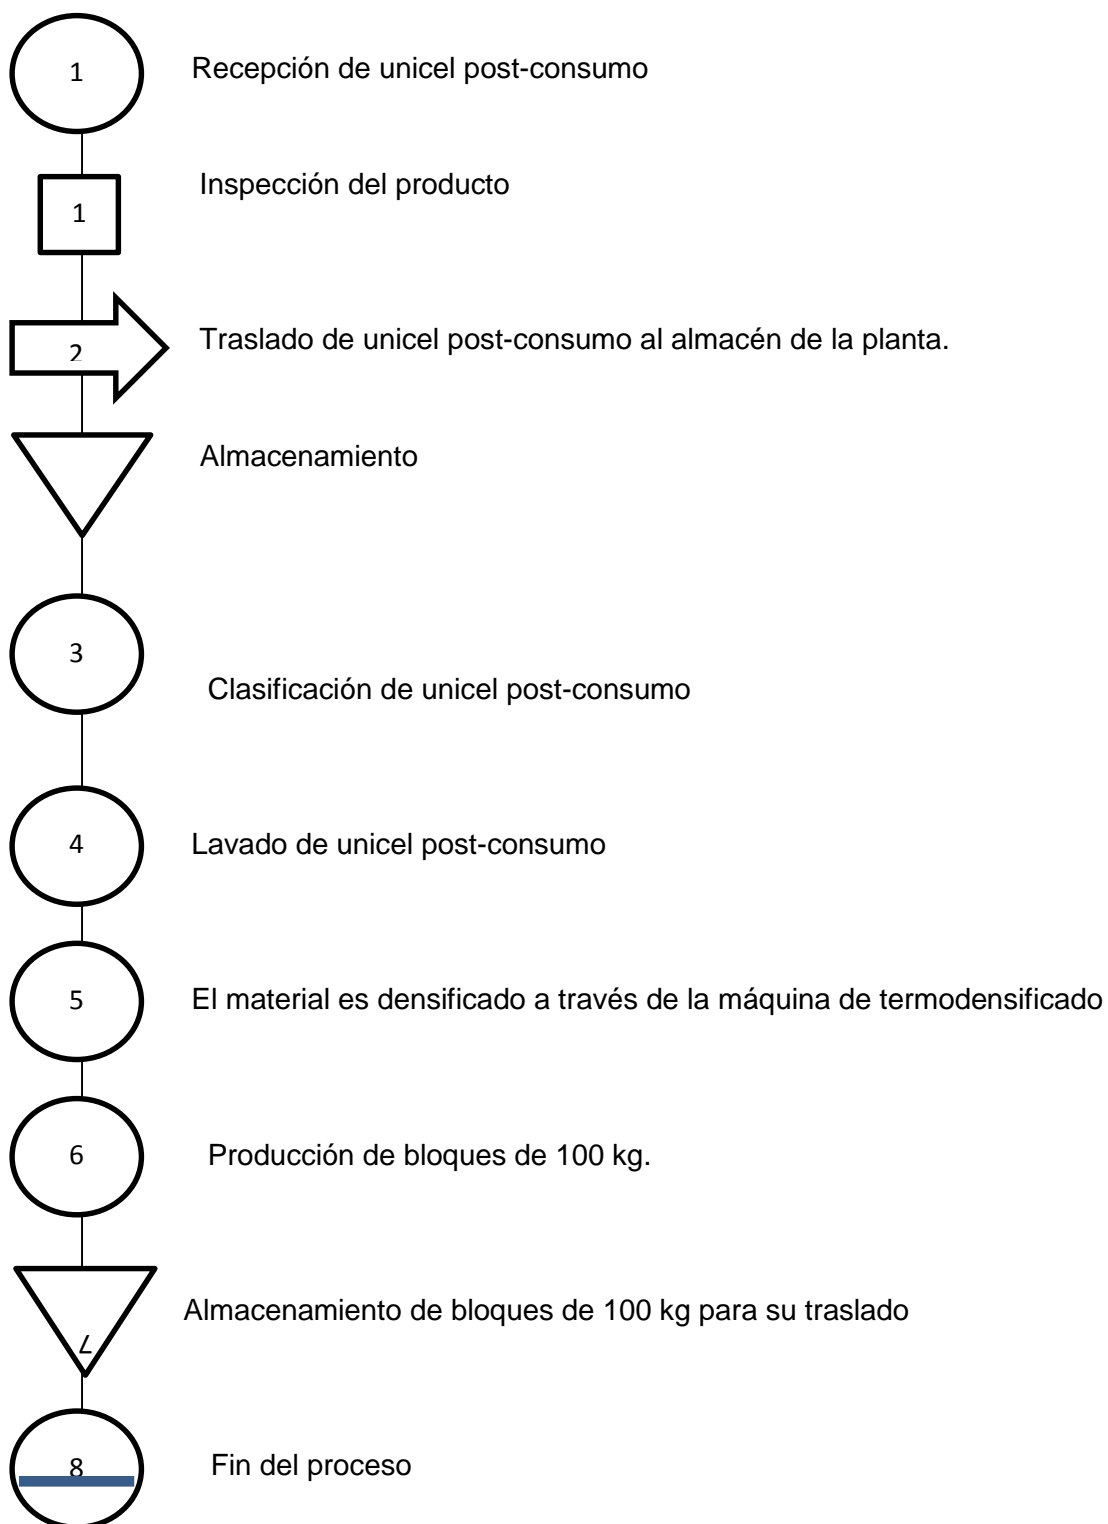 1 Recepción de unicel post-consumo
1 Inspección del producto
2 Traslado de unicel post-consumo al almacén de la planta.
Almacenamiento
3 Clasificación de unicel post-consumo
4 Lavado de unicel post-consumo
5 El material es densificado a través de la máquina de termodensificado
6 Producción de bloques de 100 kg.
7 Almacenamiento de bloques de 100 kg para su traslado
8 Fin del proceso